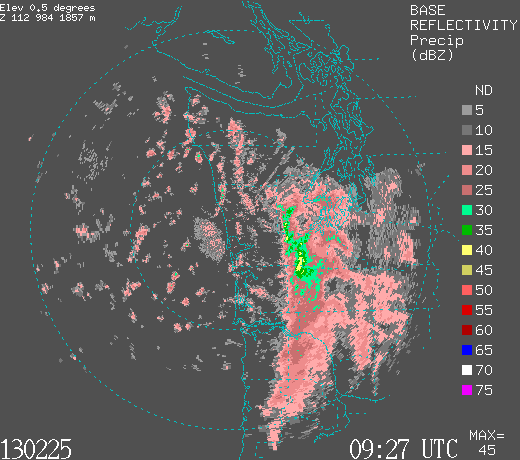 Elev 0.5 degrees
Z 112 984 1857 m
BASE
REFLECTIVITY
Precip
(dBZ)
ND
5
10
15
20
25
30
35
40
45
50
55
60
65
70
75
MAX=
45
130225
09:27 UTC